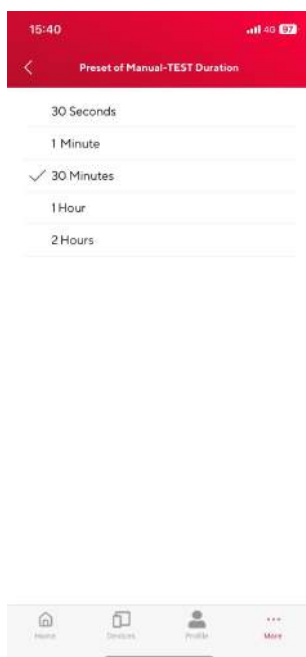 15:40
4G 97
Preset of Manual-TEST Duration
30 Seconds
1 Minute
30 Minutes
1 Hour
2 Hours
Home
Devices
Profile
More